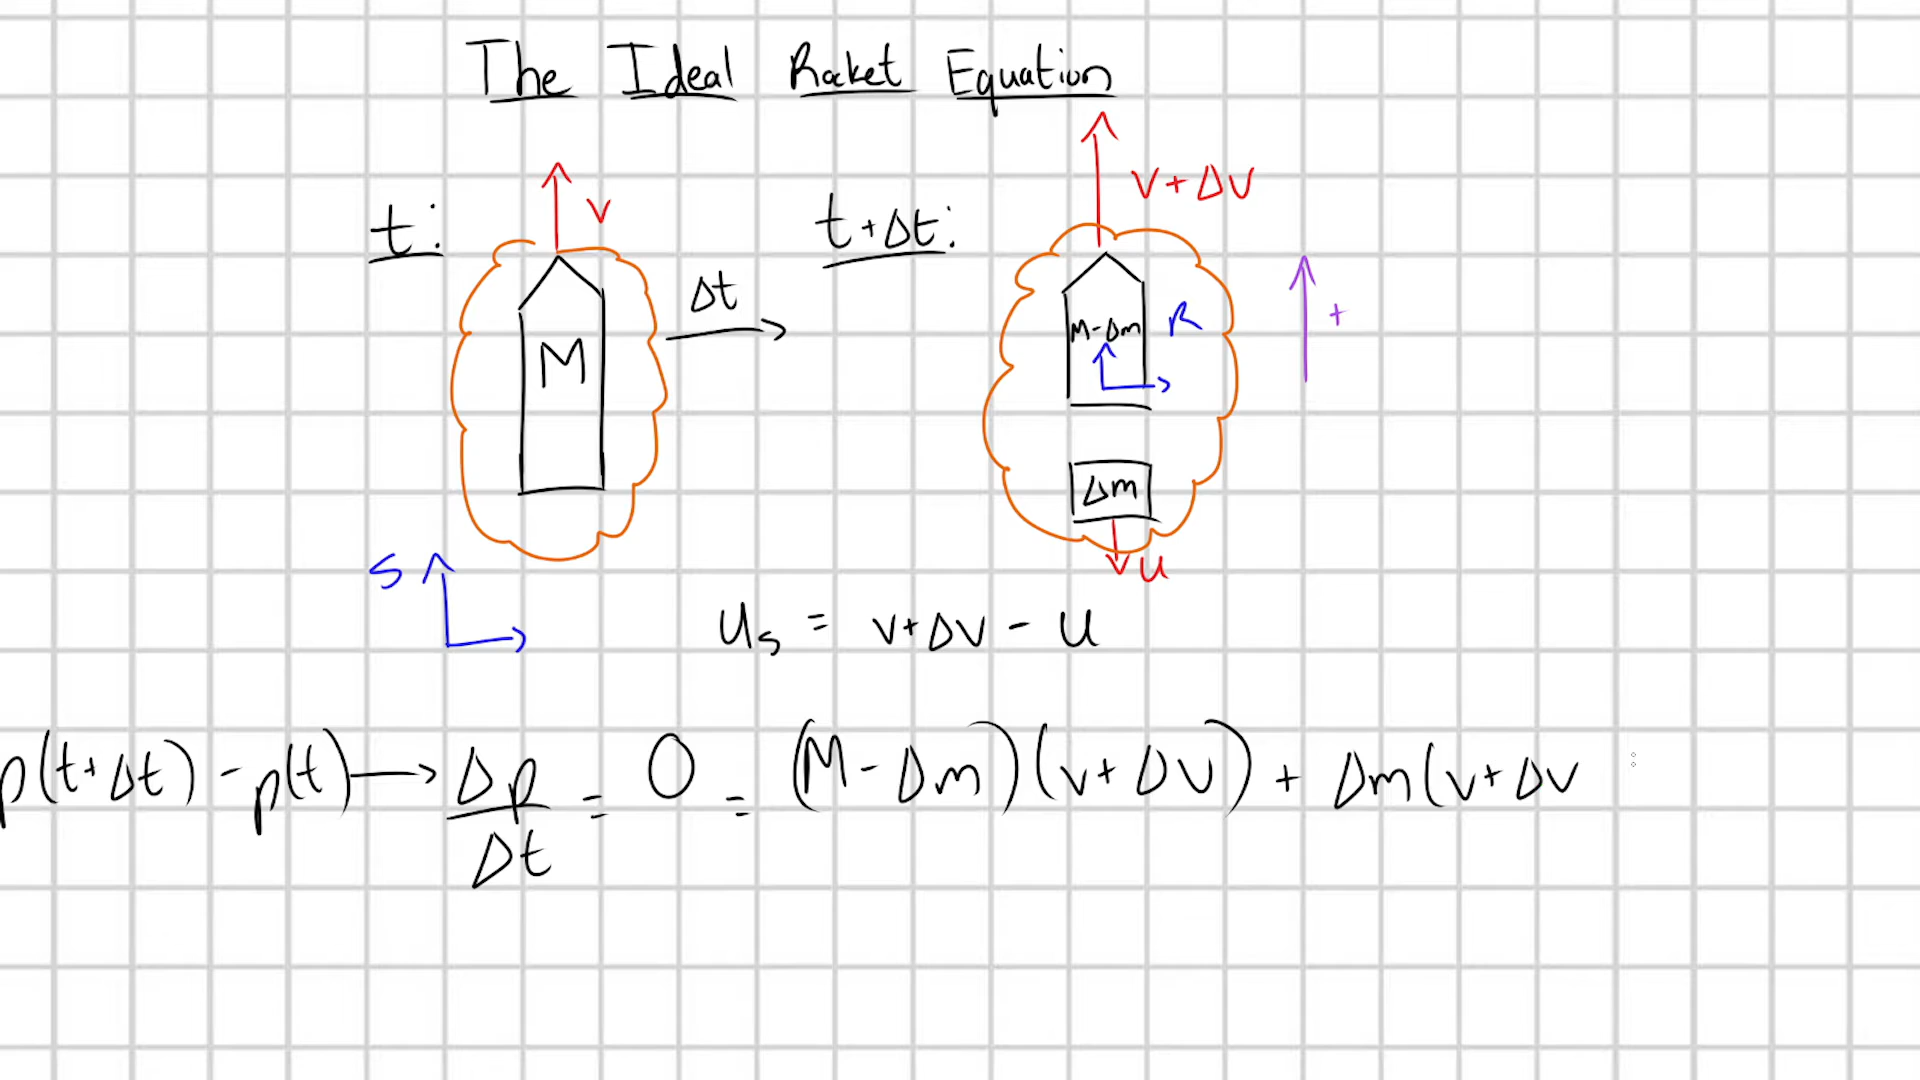 The Ideal Rocket Equation
t: v
Δt
t+Δt: v+Δv
M
M-Δm R +
Δm
u
S
u_s = v+Δv - u
p(t+Δt) - p(t) → Δp/Δt = 0 = (M-Δm)(v+Δv) + Δm(v+Δv